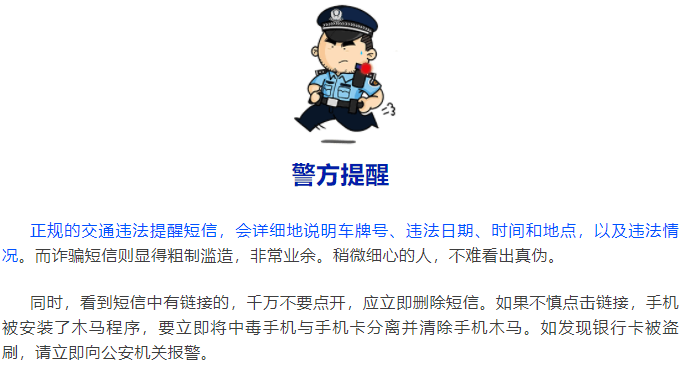 警方提醒
正规的交通违法提醒短信，会详细地说明车牌号、违法日期、时间和地点，以及违法情
况。而诈骗短信则显得粗制滥造，非常业余。稍微细心的人，不难看出真伪。
同时，看到短信中有链接的，千万不要点开，应立即删除短信。如果不慎点击链接，手机
被安装了木马程序，要立即将中毒手机与手机卡分离并清除手机木马。如发现银行卡被盗
刷，请立即向公安机关报警。